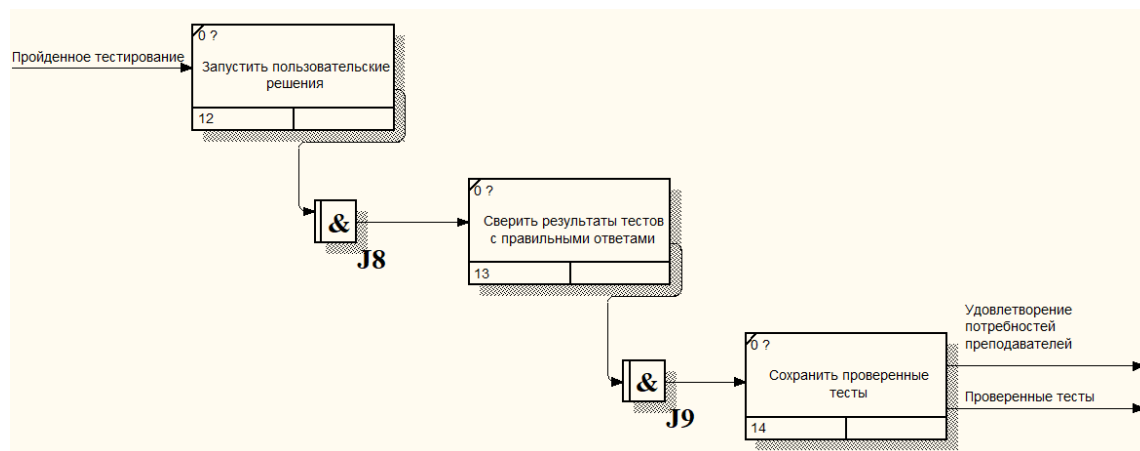 0 ?
Пройденное тестирование
Запустить пользовательские
решения
12
&
J8
0 ?
Сверить результаты тестов
с правильными ответами
13
&
J9
0 ?
Сохранить проверенные
тесты
14
Удовлетворение
потребностей
преподавателей
Проверенные тесты